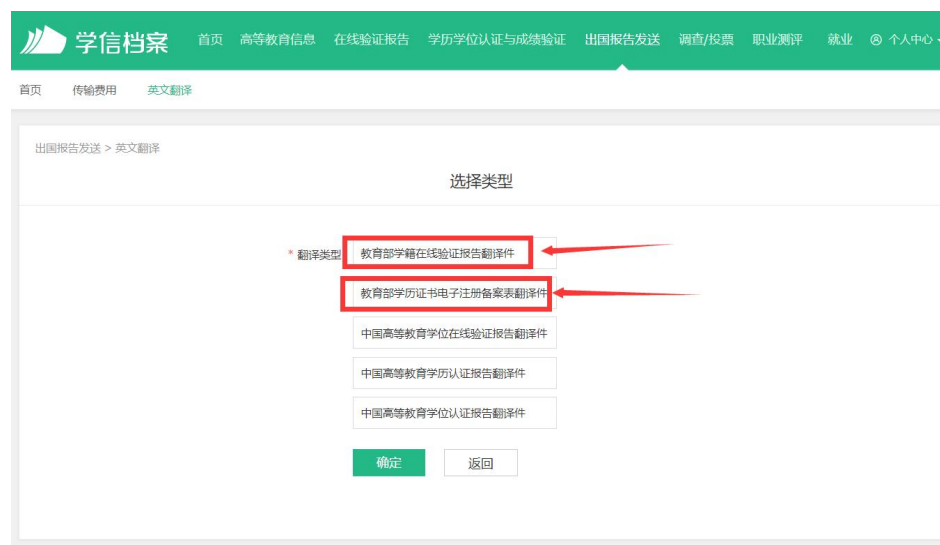 学信档案 首页 高等教育信息 在线验证报告 学历学位认证与成绩验证 出国报告发送 调查/投票 职业测评 就业 个人中心
首页 传输费用 英文翻译
出国报告发送 > 英文翻译
选择类型
* 翻译类型 教育部学籍在线验证报告翻译件
教育部学历证书电子注册备案表翻译件
中国高等教育学位在线验证报告翻译件
中国高等教育学历认证报告翻译件
中国高等教育学位认证报告翻译件
确定 返回